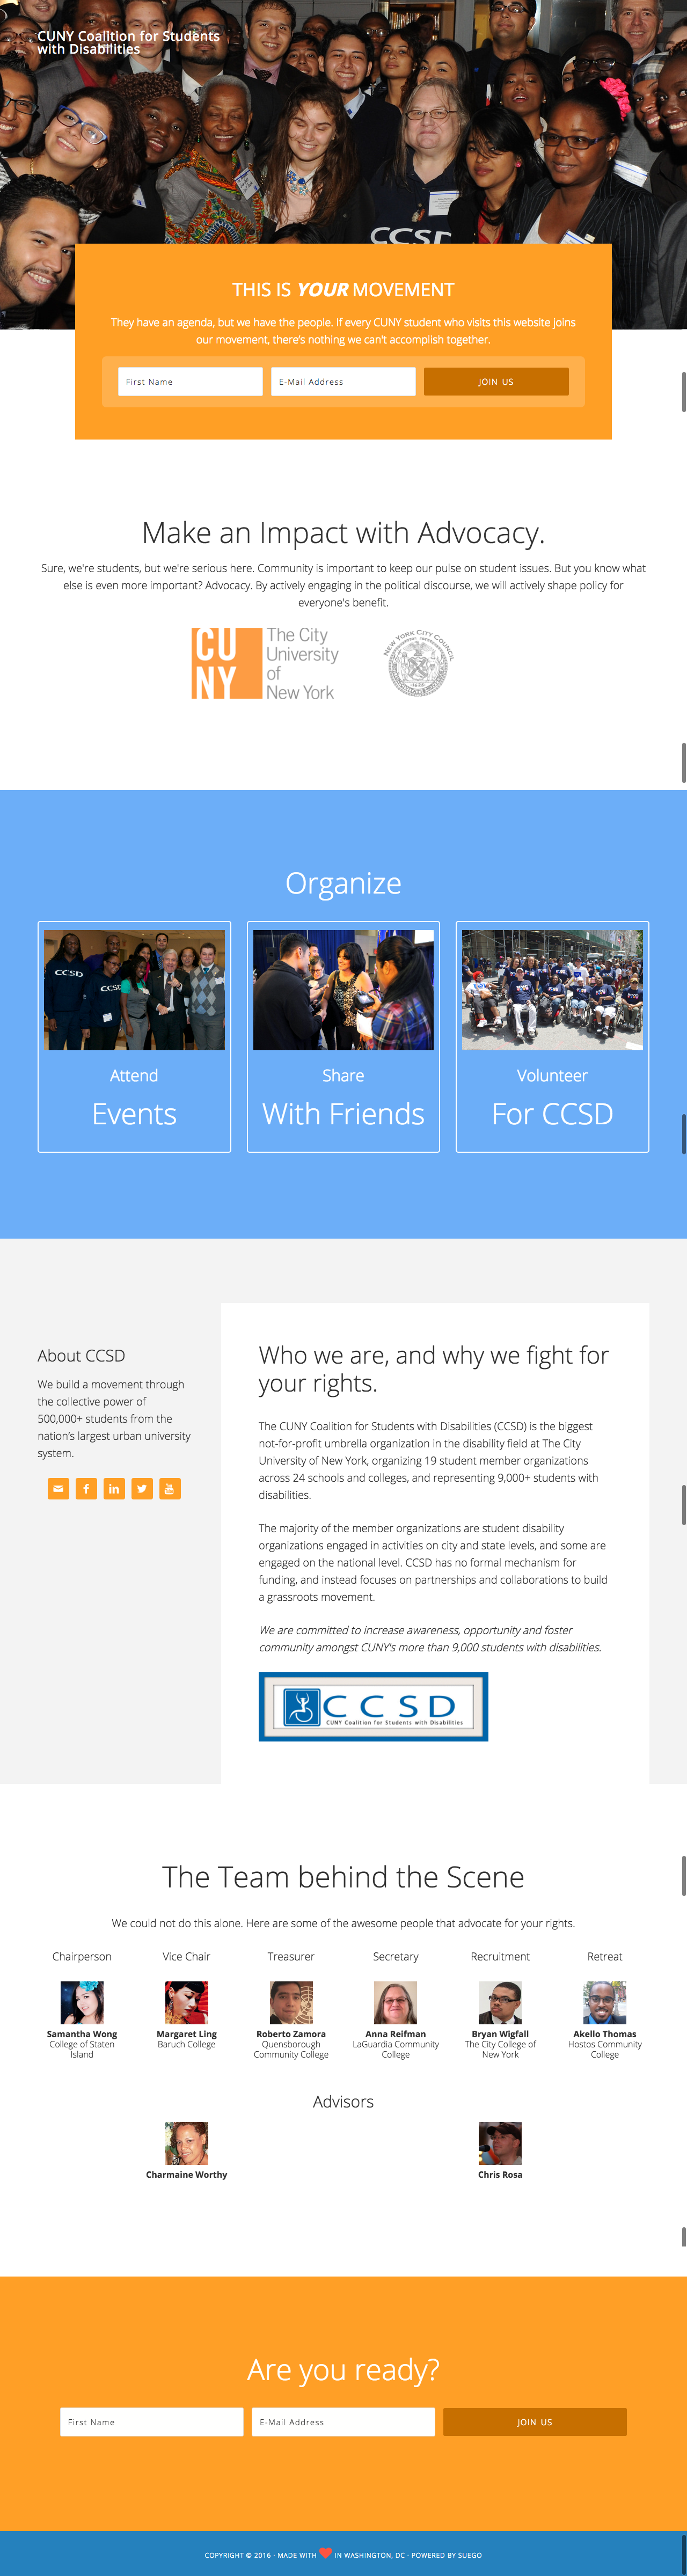 CUNY Coalition for Students
with Disabilities
CCSD
THIS IS YOUR MOVEMENT
They have an agenda, but we have the people. If every CUNY student who visits this website joins
our movement, there's nothing we can't accomplish together.
First Name
E-Mail Address
JOIN US
Make an Impact with Advocacy.
Sure, we're students, but we're serious here. Community is important to keep our pulse on student issues. But you know what
else is even more important? Advocacy. By actively engaging in the political discourse, we will actively shape policy for
everyone's benefit.
CU
NY
The City
University
of
New York
NEW YORK CITY COUNCIL
Organize
CCSD
CCSD
Attend
Events
Share
With Friends
Volunteer
For CCSD
About CCSD
We build a movement through
the collective power of
500,000+ students from the
nation's largest urban university
system.
Who we are, and why we fight for
your rights.
The CUNY Coalition for Students with Disabilities (CCSD) is the biggest
not-for-profit umbrella organization in the disability field at The City
University of New York, organizing 19 student member organizations
across 24 schools and colleges, and representing 9,000+ students with
disabilities.
The majority of the member organizations are student disability
organizations engaged in activities on city and state levels, and some are
engaged on the national level. CCSD has no formal mechanism for
funding, and instead focuses on partnerships and collaborations to build
a grassroots movement.
We are committed to increase awareness, opportunity and foster
community amongst CUNY's more than 9,000 students with disabilities.
CCSD
CUNY Coalition for Students with Disabilities
The Team behind the Scene
We could not do this alone. Here are some of the awesome people that advocate for your rights.
Chairperson
Samantha Wong
College of Staten
Island
Vice Chair
Margaret Ling
Baruch College
Treasurer
Roberto Zamora
Quensborough
Community College
Secretary
Anna Reifman
LaGuardia Community
College
Recruitment
Bryan Wigfall
The City College of
New York
Retreat
Akello Thomas
Hostos Community
College
Advisors
Charmaine Worthy
Chris Rosa
Are you ready?
First Name
E-Mail Address
JOIN US
COPYRIGHT © 2016 · MADE WITH ❤ IN WASHINGTON, DC · POWERED BY SUEGO